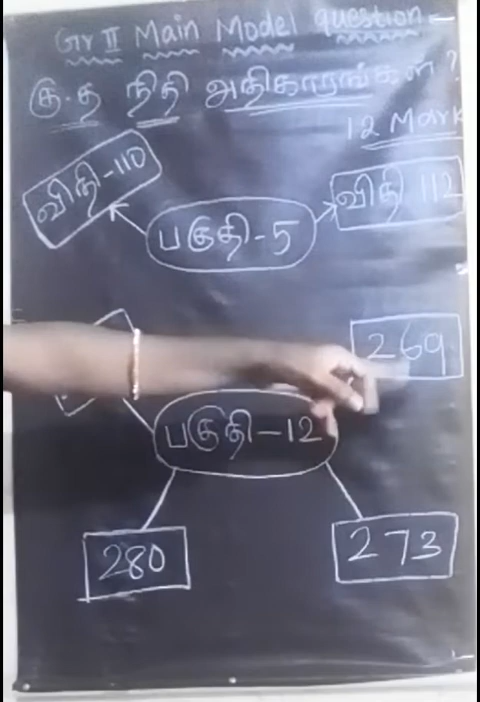 Gr II Main Model question -
கு.த நிதி அதிகாரங்கள்?
12 Mark
விதி-110
விதி 112
பகுதி-5
269
பகுதி-12
280
273